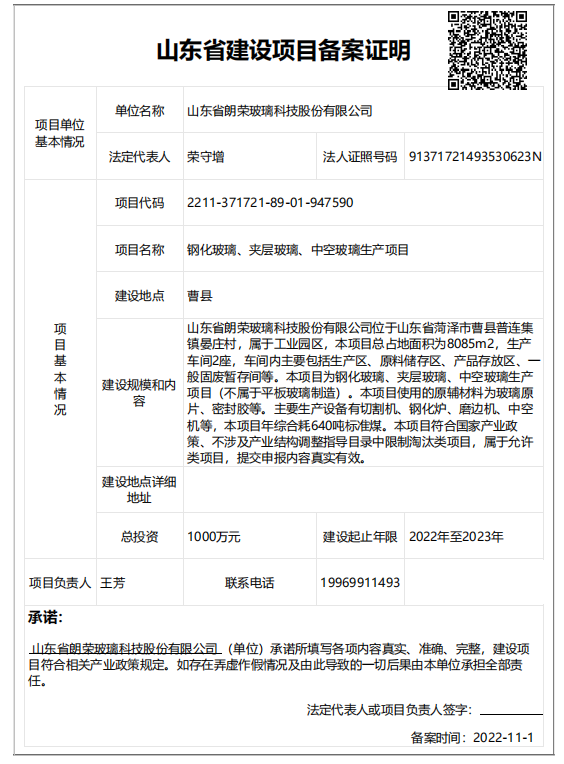 山东省建设项目备案证明
项目单位
基本情况
单位名称
山东省朗荣玻璃科技股份有限公司
法定代表人
荣守增
法人证照号码
91371721493530623N
项目基本情况
项目代码
2211-371721-89-01-947590
项目名称
钢化玻璃、夹层玻璃、中空玻璃生产项目
建设地点
曹县
建设规模和内
容
山东省朗荣玻璃科技股份有限公司位于山东省菏泽市曹县普连集
镇晏庄村，属于工业园区，本项目总占地面积为8085m2，生产
车间2座，车间内主要包括生产区、原料储存区、产品存放区、一
般固废暂存间等。本项目为钢化玻璃、夹层玻璃、中空玻璃生产
项目（不属于平板玻璃制造）。本项目使用的原辅材料为玻璃原
片、密封胶等。主要生产设备有切割机、钢化炉、磨边机、中空
机等，本项目年综合耗640吨标准煤。本项目符合国家产业政
策、不涉及产业结构调整指导目录中限制淘汰类项目，属于允许
类项目，提交申报内容真实有效。
建设地点详细
地址
总投资
1000万元
建设起止年限
2022年至2023年
项目负责人
王芳
联系电话
19969911493
承诺：
山东省朗荣玻璃科技股份有限公司（单位）承诺所填写各项内容真实、准确、完整，建设项
目符合相关产业政策规定。如存在弄虚作假情况及由此导致的一切后果由本单位承担全部责
任。
法定代表人或项目负责人签字：
备案时间：2022-11-1